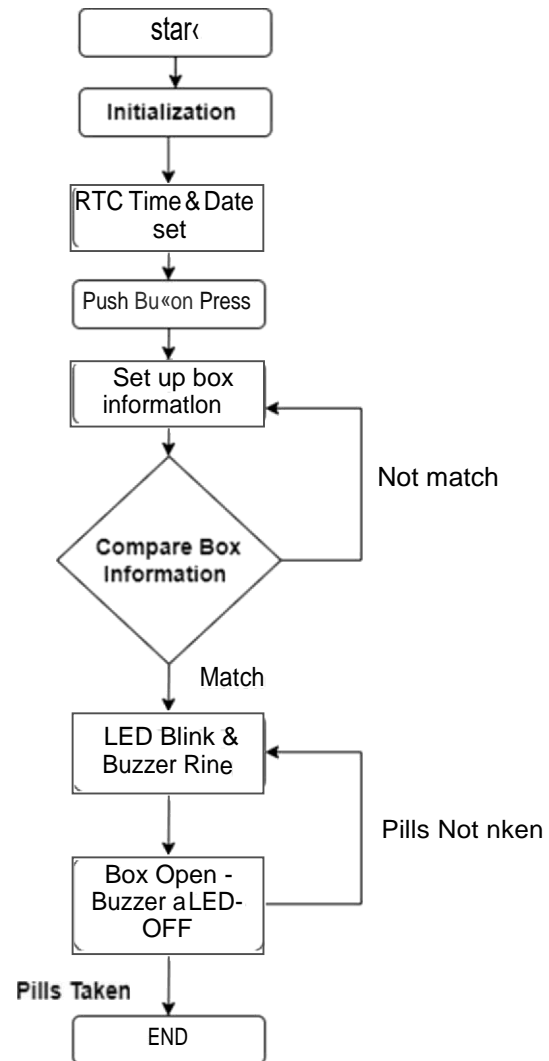 star‹
Initialization
RTC Time & Date
set
Push Bu«on Press
Set up box
informatlon
Not match
Compare Box
Information
Match
LED Blink &
Buzzer Rine
Pills Not nken
Box Open -
Buzzer aLED-
OFF
Pills Taken
END